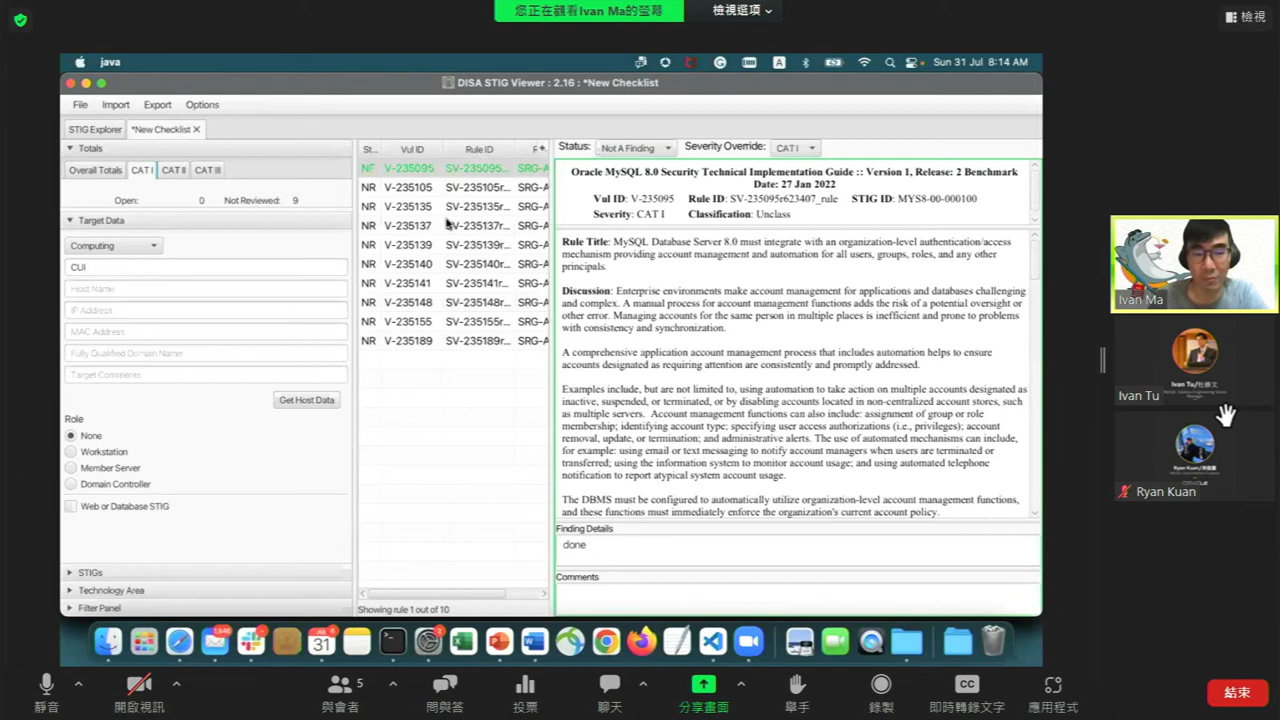 您正在觀看Ivan Ma的螢幕
檢視選項
檢視
java
A
Sun 31 Jul 8:14 AM
DISA STIG Viewer : 2.16 : *New Checklist
File Import Export Options
STIG Explorer *New Checklist
Totals
Overall Totals CAT I CAT II CAT III
Open: 0 Not Reviewed: 9
Target Data
Computing
CUI
Host Name
IP Address
MAC Address
Fully Qualified Domain Name
Target Comments
Get Host Data
Role
None
Workstation
Member Server
Domain Controller
Web or Database STIG
STIGs
Technology Area
Filter Panel
St... Vul ID Rule ID
NF V-235095 SV-235095... SRG-A
NR V-235105 SV-235105r... SRG-A
NR V-235135 SV-235135r... SRG-A
NR V-235137 SV-235137r... SRG-A
NR V-235139 SV-235139r... SRG-A
NR V-235140 SV-235140r... SRG-A
NR V-235141 SV-235141r... SRG-A
NR V-235148 SV-235148r... SRG-A
NR V-235155 SV-235155r... SRG-A
NR V-235189 SV-235189r... SRG-A
Showing rule 1 out of 10
Status: Not A Finding Severity Override: CAT I
Oracle MySQL 8.0 Security Technical Implementation Guide :: Version 1, Release: 2 Benchmark
Date: 27 Jan 2022
Vul ID: V-235095 Rule ID: SV-235095r623407_rule STIG ID: MYS8-00-000100
Severity: CAT I Classification: Unclass
Rule Title: MySQL Database Server 8.0 must integrate with an organization-level authentication/access
mechanism providing account management and automation for all users, groups, roles, and any other
principals.
Discussion: Enterprise environments make account management for applications and databases challenging
and complex. A manual process for account management functions adds the risk of a potential oversight or
other error. Managing accounts for the same person in multiple places is inefficient and prone to problems
with consistency and synchronization.
A comprehensive application account management process that includes automation helps to ensure
accounts designated as requiring attention are consistently and promptly addressed.
Examples include, but are not limited to, using automation to take action on multiple accounts designated as
inactive, suspended, or terminated, or by disabling accounts located in non-centralized account stores, such
as multiple servers. Account management functions can also include: assignment of group or role
membership; identifying account type; specifying user access authorizations (i.e., privileges); account
removal, update, or termination; and administrative alerts. The use of automated mechanisms can include,
for example: using email or text messaging to notify account managers when users are terminated or
transferred; using the information system to monitor account usage; and using automated telephone
notification to report atypical system account usage.
The DBMS must be configured to automatically utilize organization-level account management functions,
and these functions must immediately enforce the organization's current account policy.
Finding Details
done
Comments
Ivan Ma
Ivan Tu/杜修文
Ivan Tu
Ryan Kuan
31
靜音
開啟視訊
5
與會者
問與答
投票
聊天
分享畫面
舉手
錄製
CC
即時轉錄文字
應用程式
結束